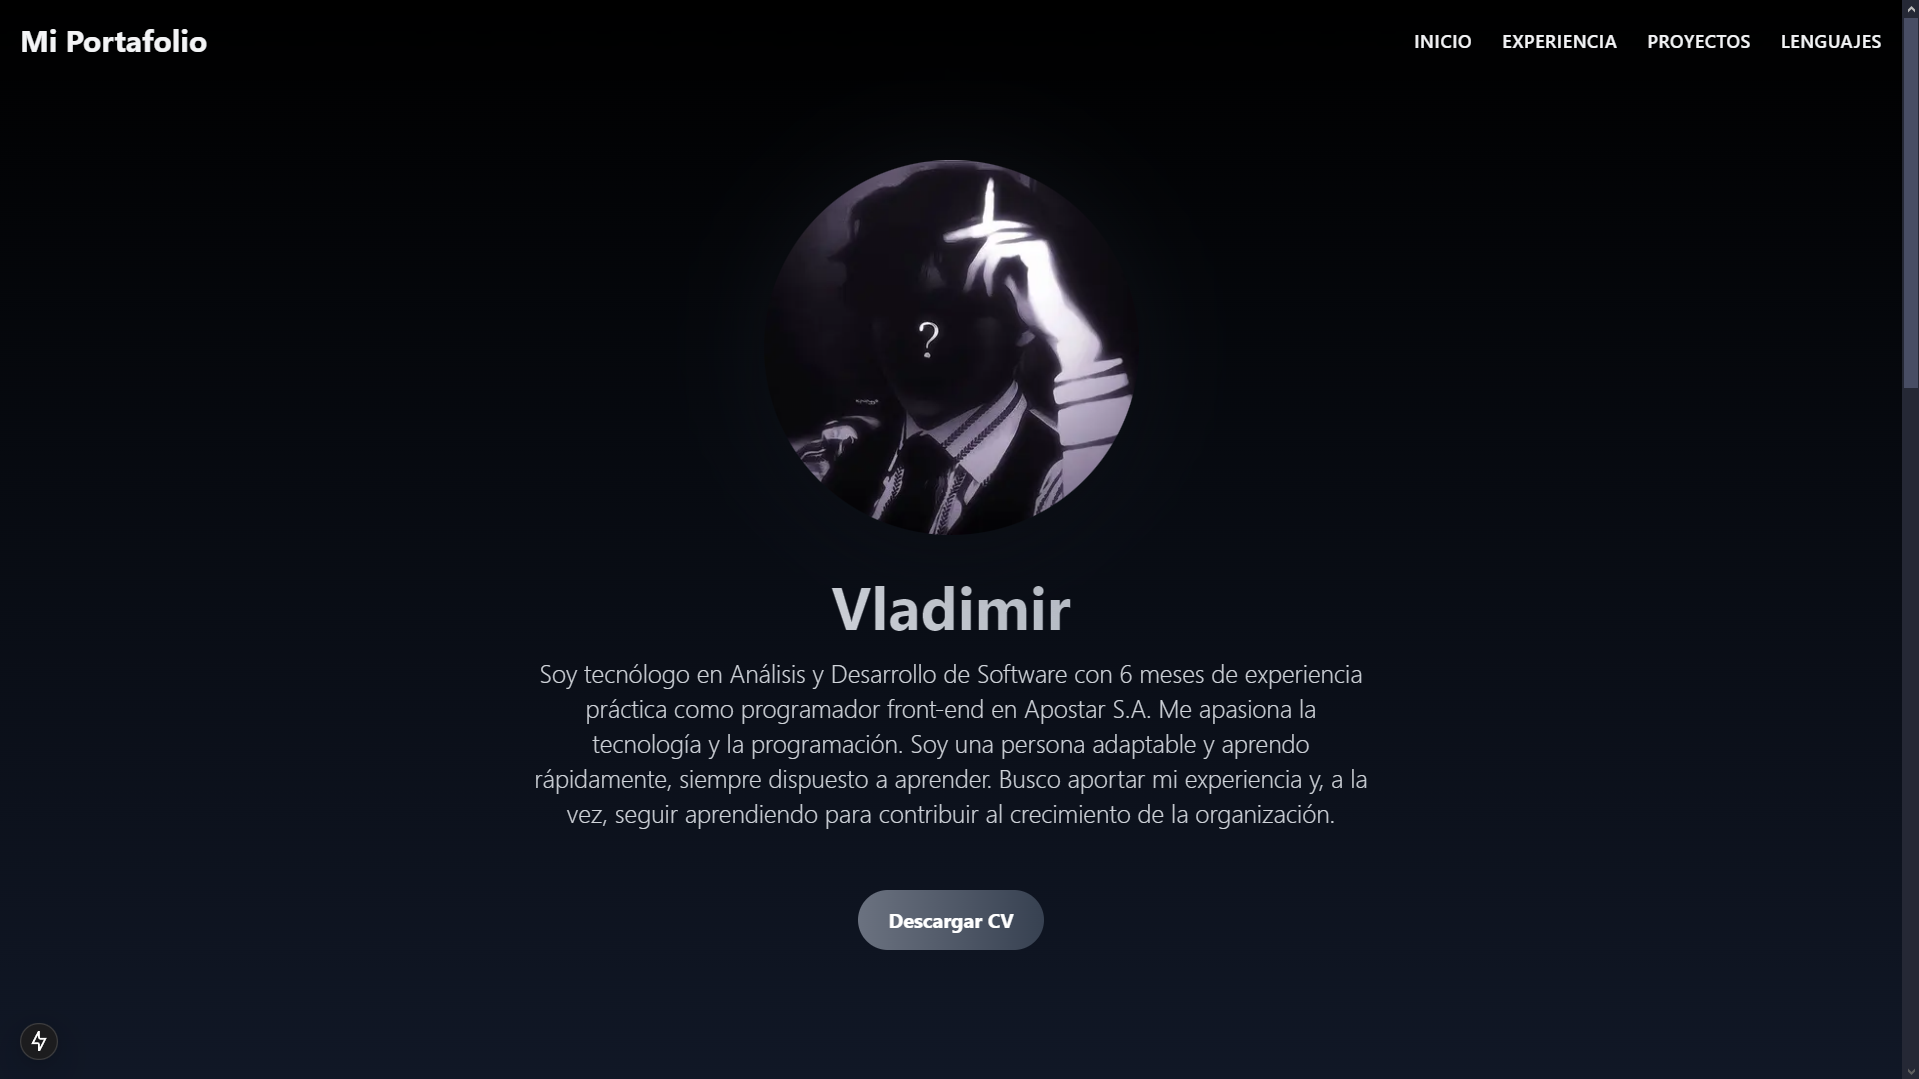 Mi Portafolio
INICIO EXPERIENCIA PROYECTOS LENGUAJES
?
Vladimir
Soy tecnólogo en Análisis y Desarrollo de Software con 6 meses de experiencia
práctica como programador front-end en Apostar S.A. Me apasiona la
tecnología y la programación. Soy una persona adaptable y aprendo
rápidamente, siempre dispuesto a aprender. Busco aportar mi experiencia y, a la
vez, seguir aprendiendo para contribuir al crecimiento de la organización.
Descargar CV